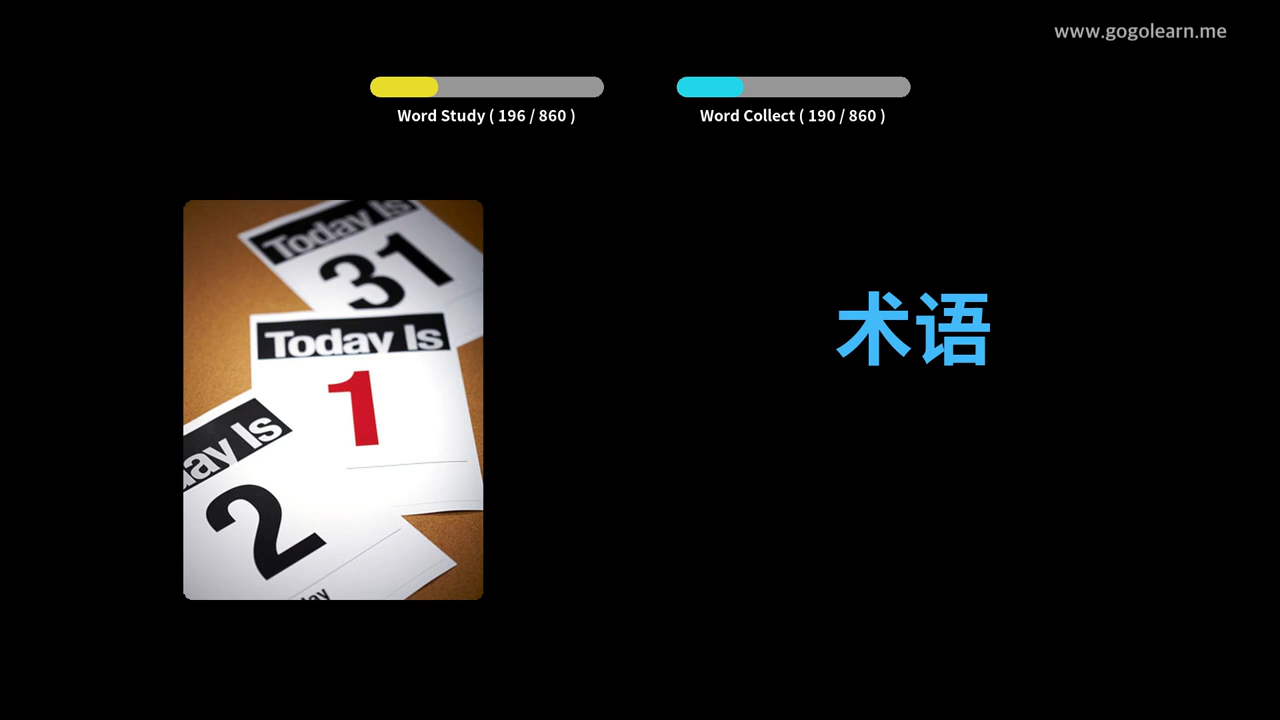 www.gogolearn.me
Word Study ( 196 / 860 )
Word Collect ( 190 / 860 )
Today Is
31
Today Is
1
术语
day Is
2